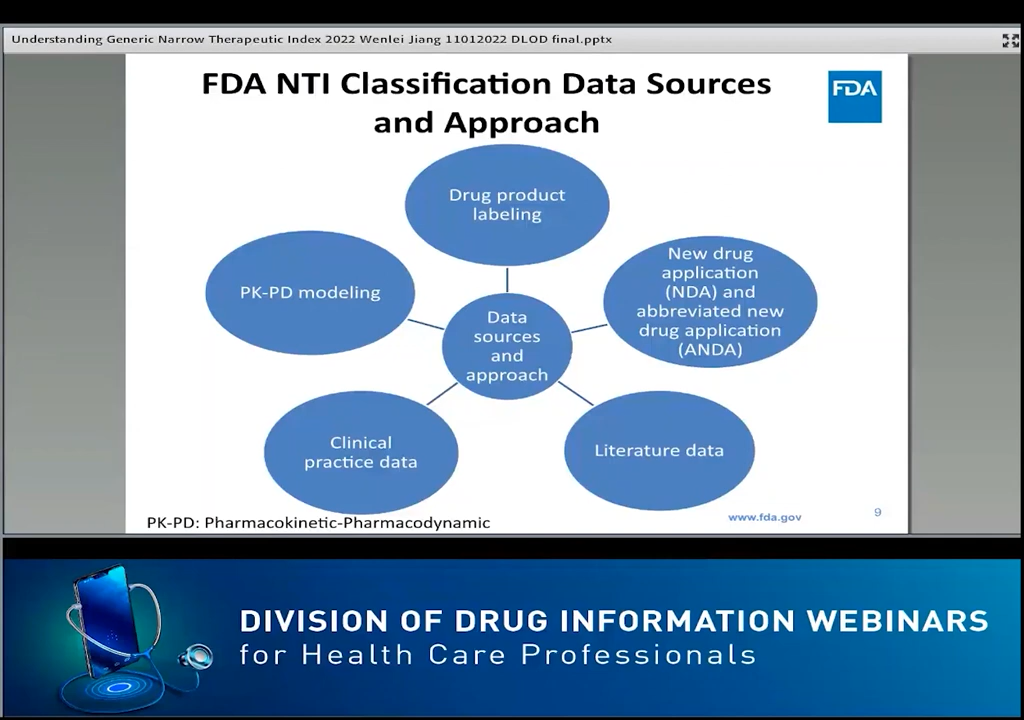 Understanding Generic Narrow Therapeutic Index 2022 Wenlei Jiang 11012022 DLOD final.pptx
FDA NTI Classification Data Sources
and Approach
FDA
Drug product
labeling
PK-PD modeling
New drug
application
(NDA) and
abbreviated new
drug application
(ANDA)
Data
sources
and
approach
Clinical
practice data
Literature data
PK-PD: Pharmacokinetic-Pharmacodynamic
www.fda.gov
9
DIVISION OF DRUG INFORMATION WEBINARS
for Health Care Professionals